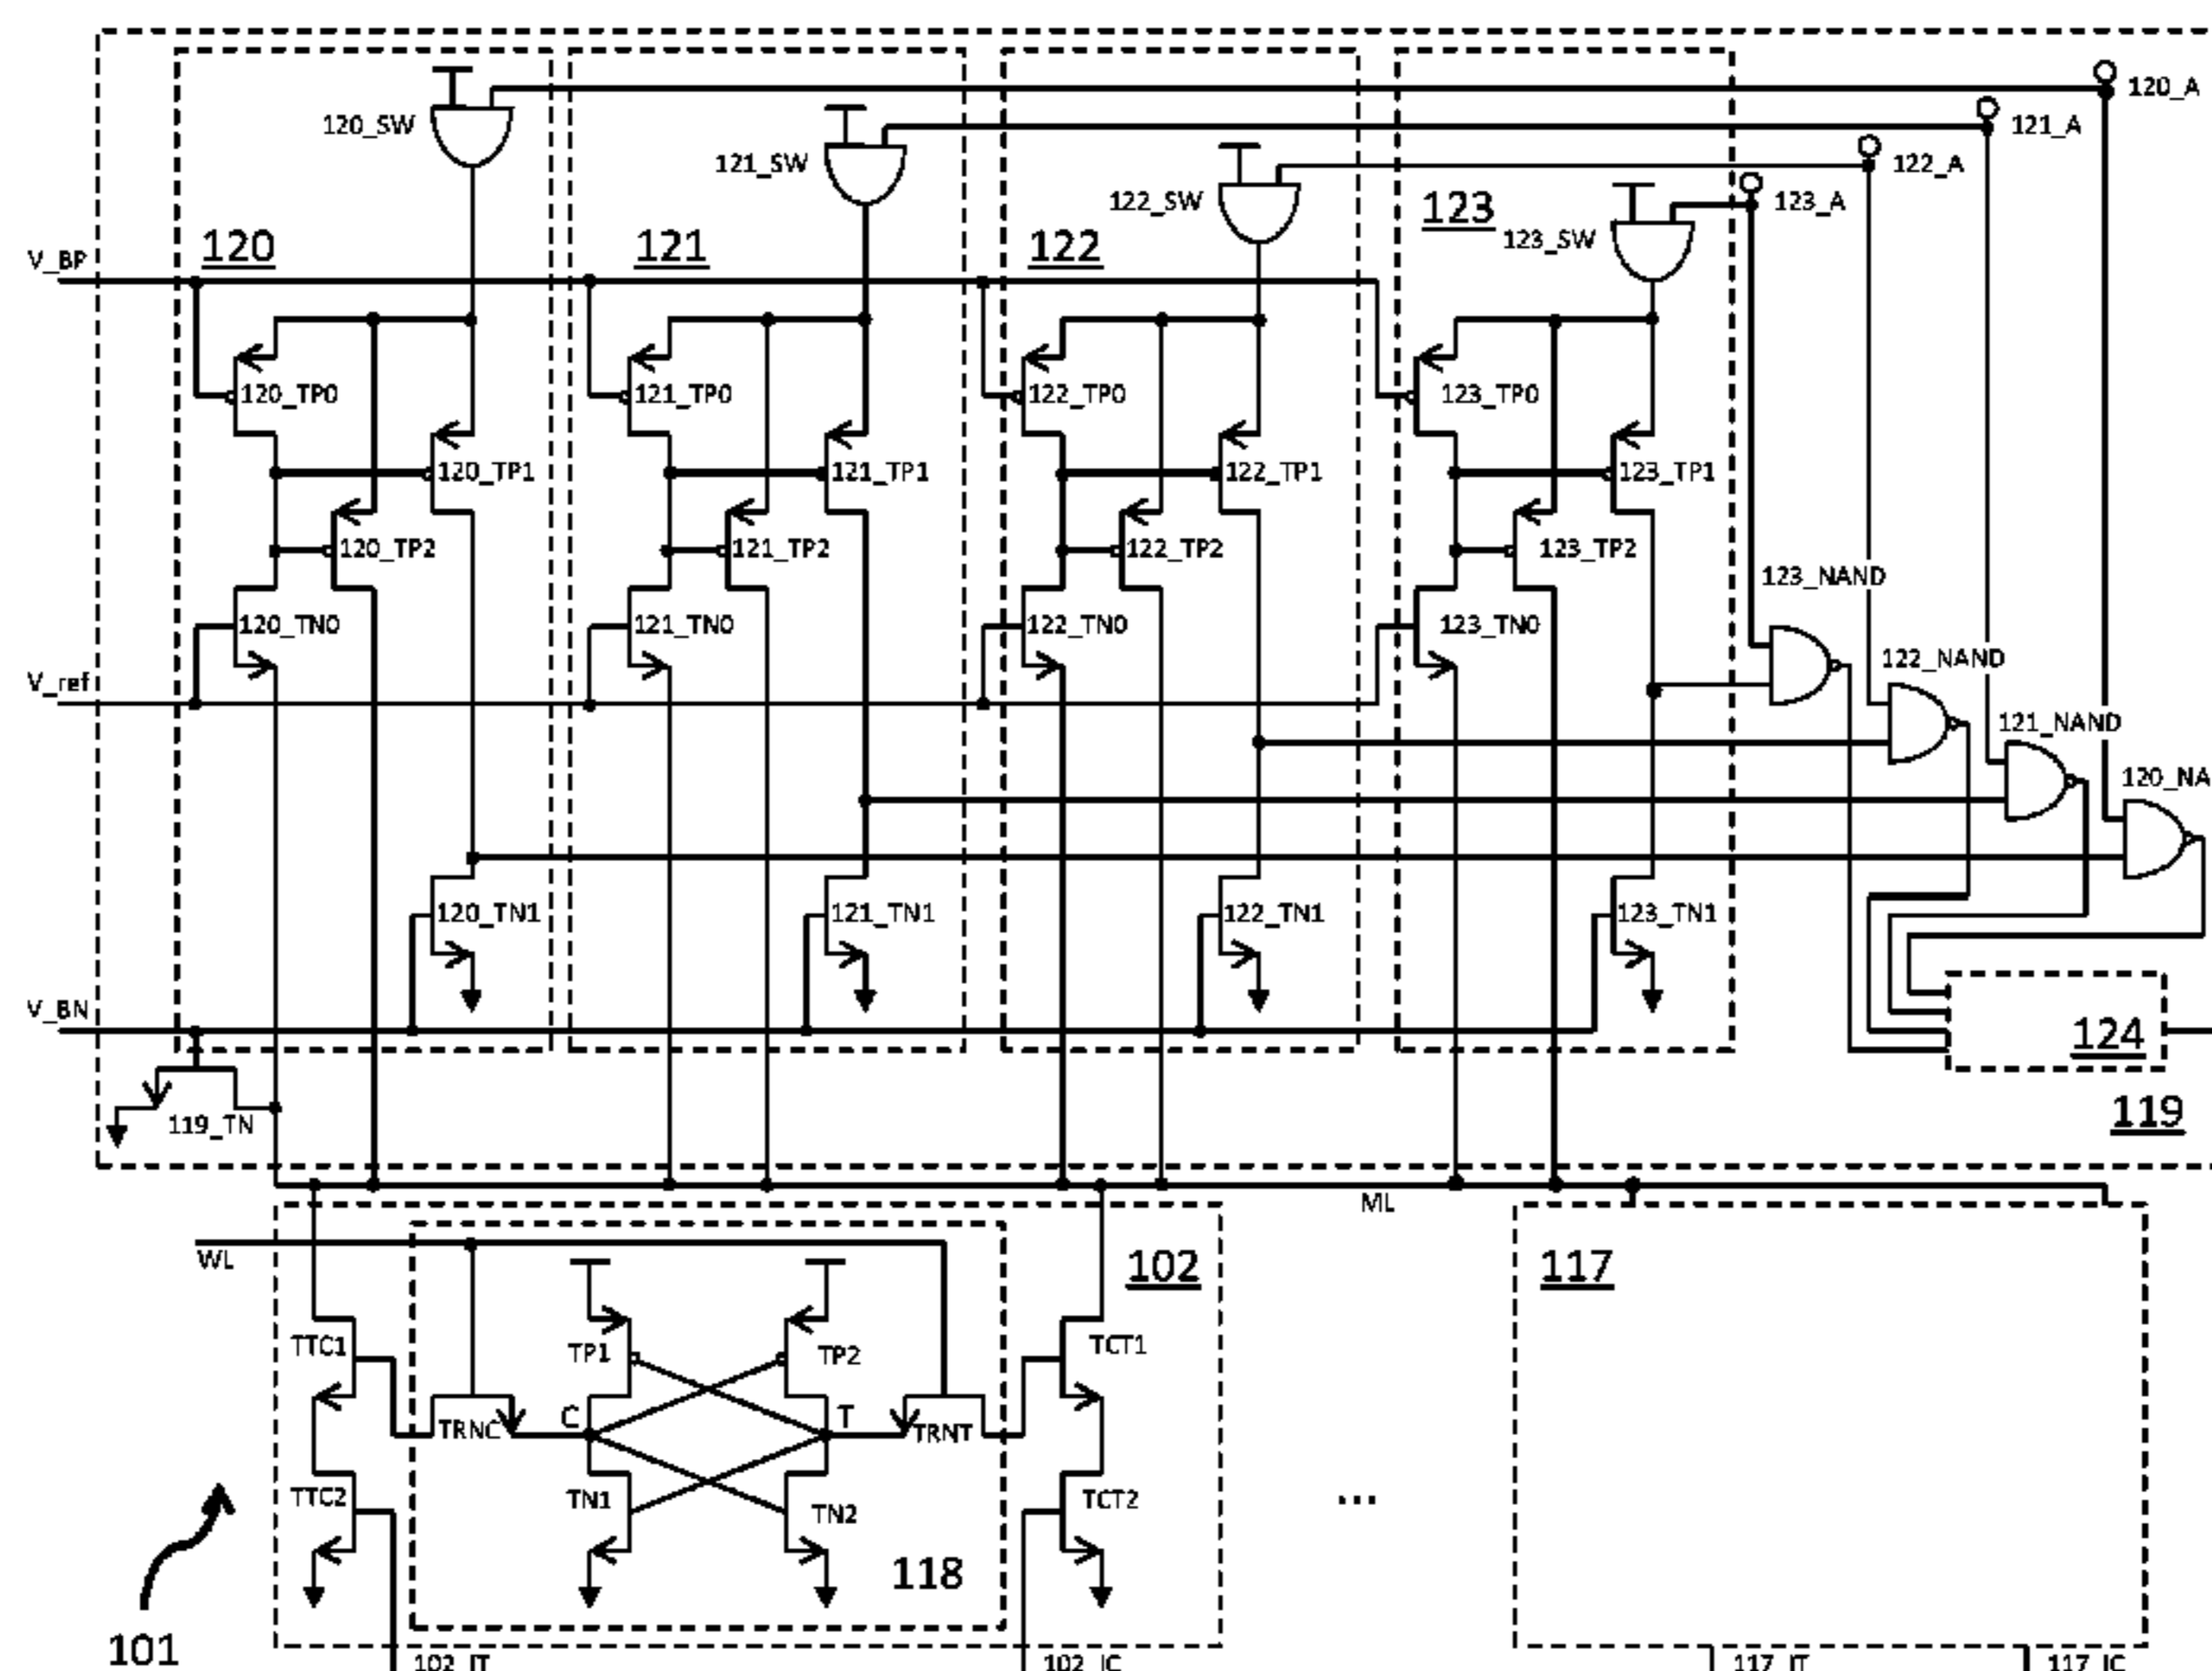 120_A
120_SW
121_A
121_SW
122_A
122_SW
123
123_A
123_SW
V_BP
120
121
122
120_TP0
121_TP0
122_TP0
123_TP0
120_TP1
121_TP1
122_TP1
123_TP1
120_TP2
121_TP2
122_TP2
123_TP2
123_NAND
120_TN0
121_TN0
122_TN0
123_TN0
122_NAND
V_ref
121_NAND
120_NA
120_TN1
121_TN1
122_TN1
123_TN1
V_BN
124
119_TN
119
ML
WL
102
117
TTC1
TP1
TP2
TCT1
C
T
TRNC
TRNT
TTC2
TN1
TN2
TCT2
...
118
101
102_IT
102_IC
117_IT
117_IC